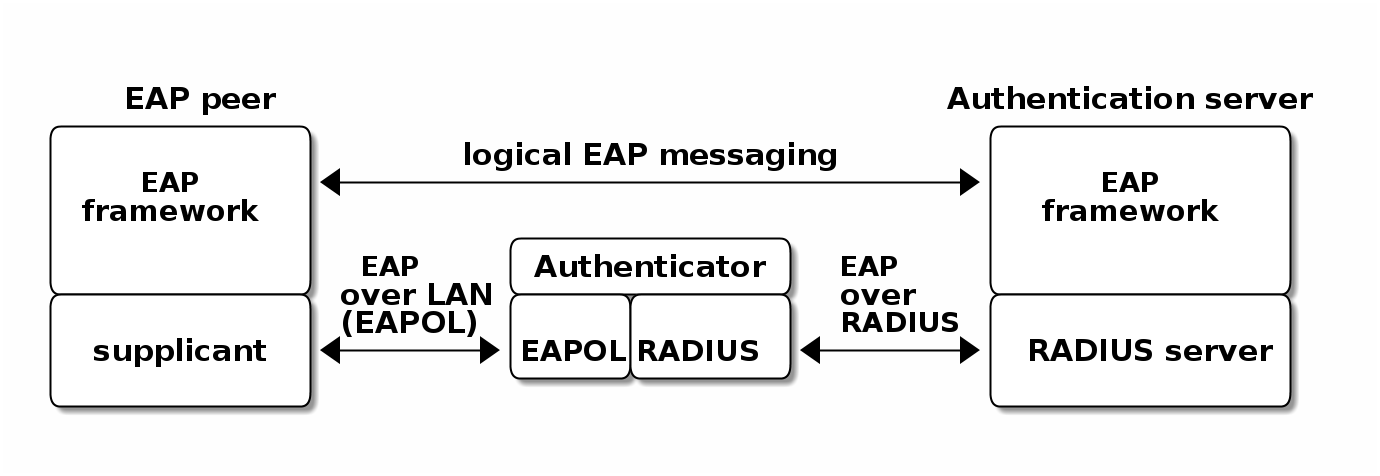 EAP peer
Authentication server
logical EAP messaging
EAP
framework
EAP
framework
EAP
over LAN
(EAPOL)
Authenticator
EAP
over
RADIUS
supplicant
EAPOL
RADIUS
RADIUS server